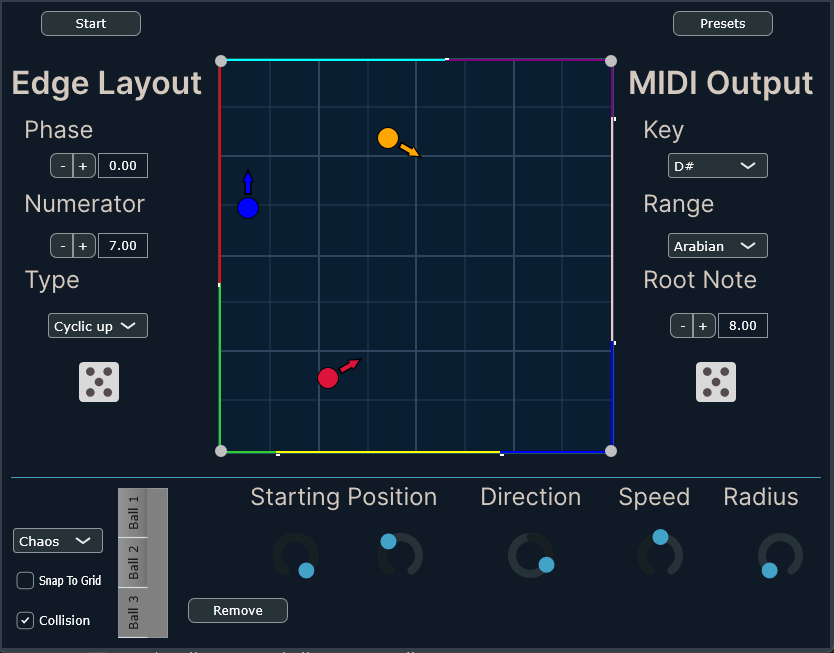 Start
Presets
Edge Layout
MIDI Output
Phase
Key
- + 0.00
D#
Numerator
Range
- + 7.00
Arabian
Type
Root Note
Cyclic up
- + 8.00
Starting Position
Direction
Speed
Radius
Chaos
Ball 1
Ball 2
Ball 3
Snap To Grid
Collision
Remove